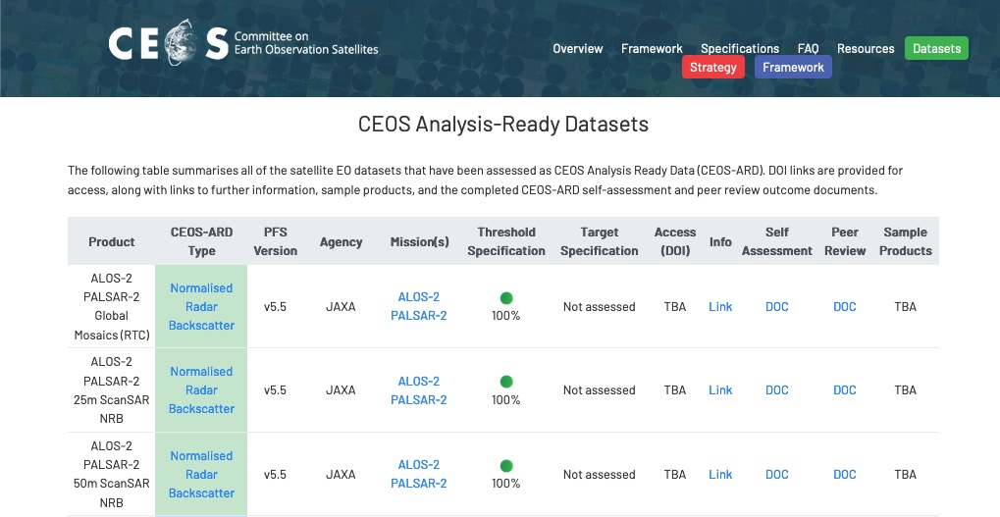 CEOS Committee on
Earth Observation Satellites
Overview Framework Specifications FAQ Resources Datasets
Strategy Framework
CEOS Analysis-Ready Datasets
The following table summarises all of the satellite EO datasets that have been assessed as CEOS Analysis Ready Data (CEOS-ARD). DOI links are provided for
access, along with links to further information, sample products, and the completed CEOS-ARD self-assessment and peer review outcome documents.
Product
CEOS-ARD
Type
PFS
Version
Agency
Mission(s)
Threshold
Specification
Target
Specification
Access
(DOI)
Info
Self
Assessment
Peer
Review
Sample
Products
ALOS-2
PALSAR-2
Global
Mosaics (RTC)
Normalised
Radar
Backscatter
v5.5
JAXA
ALOS-2
PALSAR-2
100%
Not assessed
TBA
Link
DOC
DOC
TBA
ALOS-2
PALSAR-2
25m ScanSAR
NRB
Normalised
Radar
Backscatter
v5.5
JAXA
ALOS-2
PALSAR-2
100%
Not assessed
TBA
Link
DOC
DOC
TBA
ALOS-2
PALSAR-2
50m ScanSAR
NRB
Normalised
Radar
Backscatter
v5.5
JAXA
ALOS-2
PALSAR-2
100%
Not assessed
TBA
Link
DOC
DOC
TBA